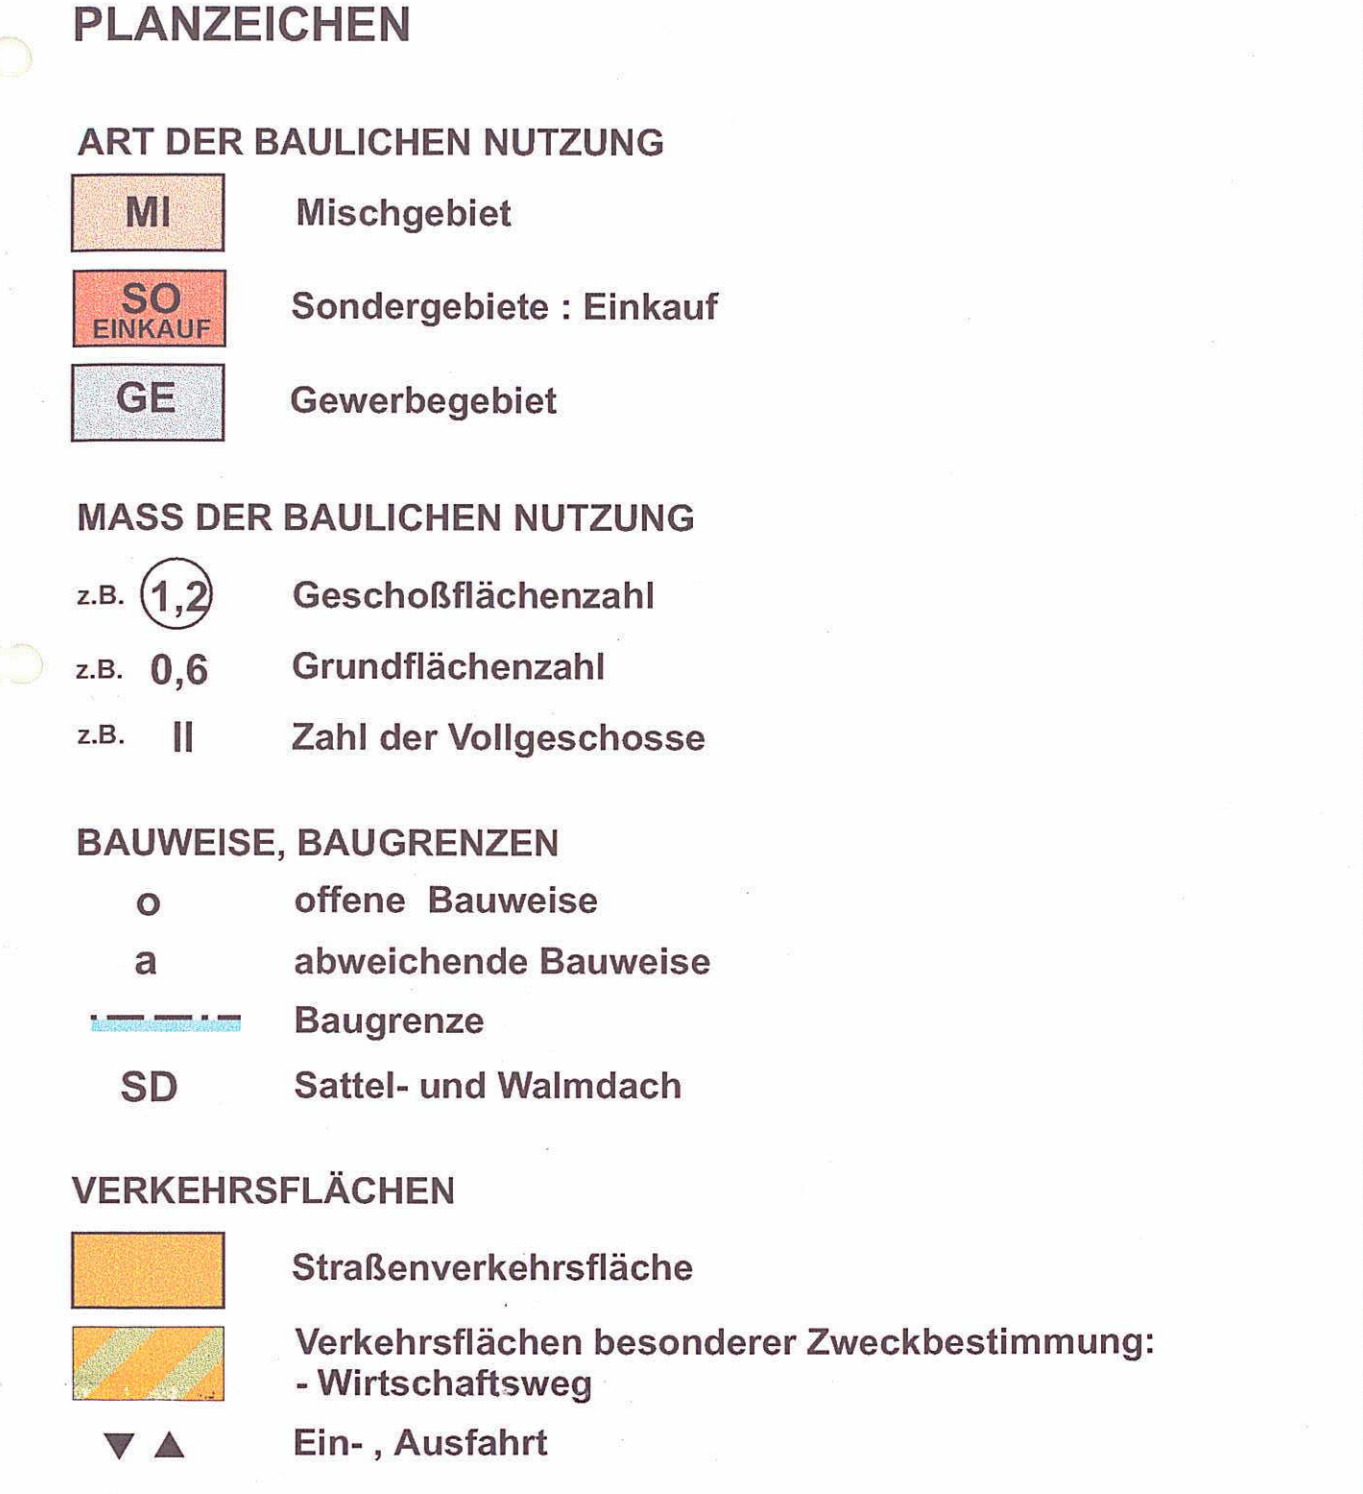 PLANZEICHEN
ART DER BAULICHEN NUTZUNG
MI Mischgebiet
SO
EINKAUF Sondergebiete : Einkauf
GE Gewerbegebiet
MASS DER BAULICHEN NUTZUNG
z.B. 1,2 Geschoßflächenzahl
z.B. 0,6 Grundflächenzahl
z.B. II Zahl der Vollgeschosse
BAUWEISE, BAUGRENZEN
o offene Bauweise
a abweichende Bauweise
Baugrenze
SD Sattel- und Walmdach
VERKEHRSFLÄCHEN
Straßenverkehrsfläche
Verkehrsflächen besonderer Zweckbestimmung:
- Wirtschaftsweg
Ein- , Ausfahrt